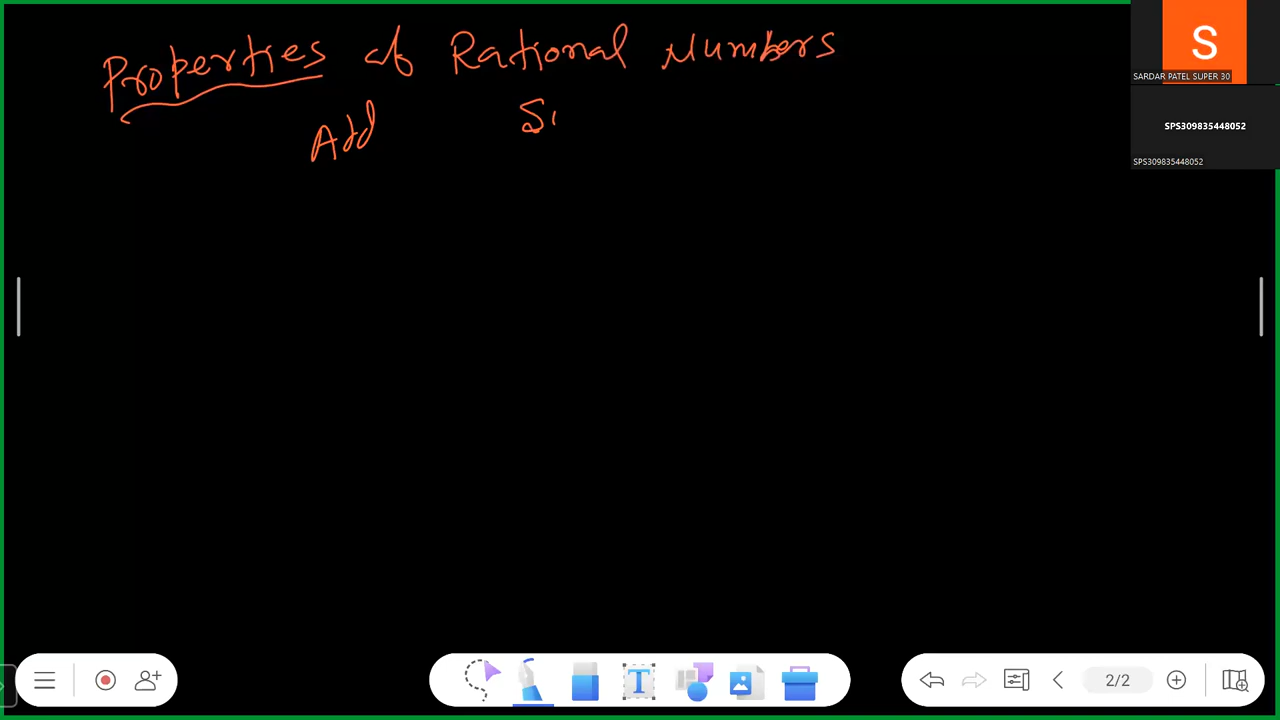 Properties of Rational Numbers
Add
S
SARDAR PATEL SUPER 30
SPS309835448052
SPS309835448052
2/2